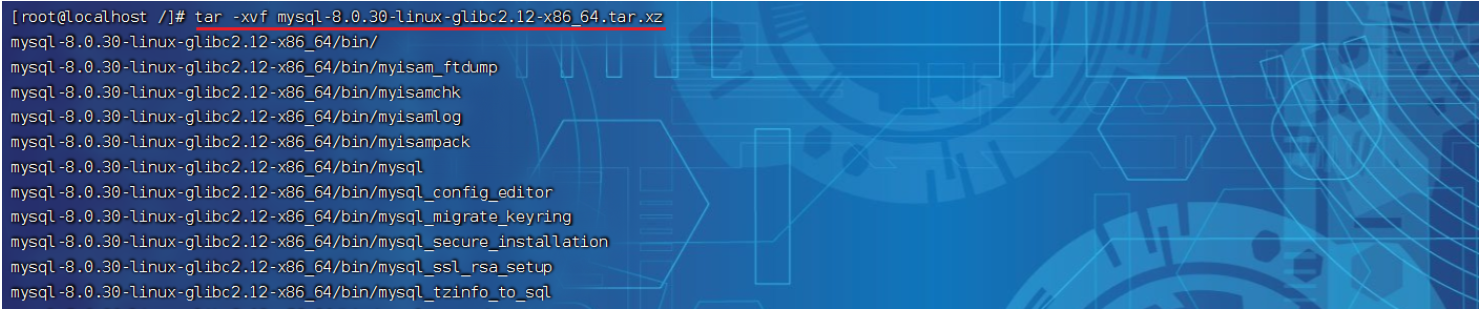 [root@localhost /]# tar -xvf mysql-8.0.30-linux-glibc2.12-x86_64.tar.xz
mysql-8.0.30-linux-glibc2.12-x86_64/bin/
mysql-8.0.30-linux-glibc2.12-x86_64/bin/myisam_ftdump
mysql-8.0.30-linux-glibc2.12-x86_64/bin/myisamchk
mysql-8.0.30-linux-glibc2.12-x86_64/bin/myisamlog
mysql-8.0.30-linux-glibc2.12-x86_64/bin/myisampack
mysql-8.0.30-linux-glibc2.12-x86_64/bin/mysql
mysql-8.0.30-linux-glibc2.12-x86_64/bin/mysql_config_editor
mysql-8.0.30-linux-glibc2.12-x86_64/bin/mysql_migrate_keyring
mysql-8.0.30-linux-glibc2.12-x86_64/bin/mysql_secure_installation
mysql-8.0.30-linux-glibc2.12-x86_64/bin/mysql_ssl_rsa_setup
mysql-8.0.30-linux-glibc2.12-x86_64/bin/mysql_tzinfo_to_sql